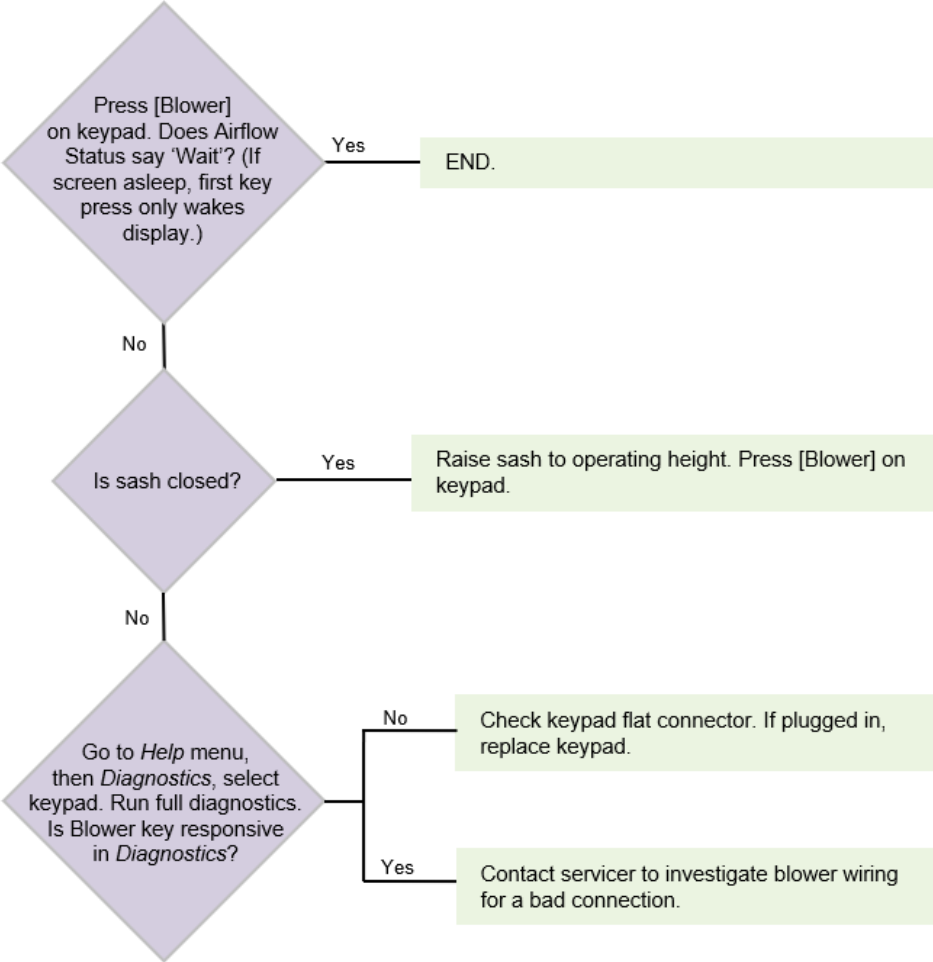 Press [Blower]
on keypad. Does Airflow
Status say ‘Wait’? (If
screen asleep, first key
press only wakes
display.)
Yes
END.
No
Is sash closed?
Yes
Raise sash to operating height. Press [Blower] on
keypad.
No
Go to Help menu,
then Diagnostics, select
keypad. Run full diagnostics.
Is Blower key responsive
in Diagnostics?
No
Check keypad flat connector. If plugged in,
replace keypad.
Yes
Contact servicer to investigate blower wiring
for a bad connection.